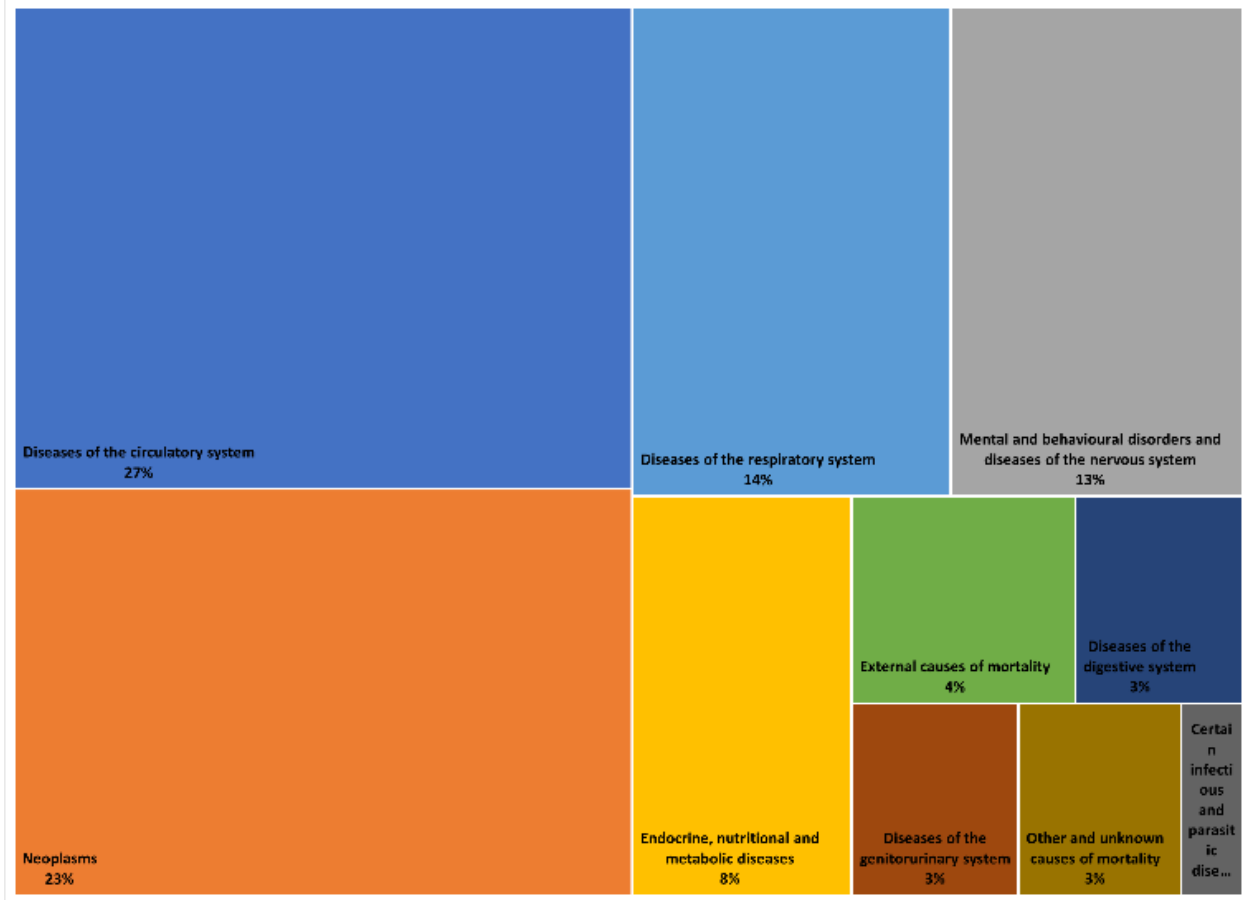 Diseases of the circulatory system
27%
Diseases of the respiratory system
14%
Mental and behavioural disorders and
diseases of the nervous system
13%
Neoplasms
23%
Endocrine, nutritional and
metabolic diseases
8%
External causes of mortality
4%
Diseases of the
digestive system
3%
Diseases of the
genitorurinary system
3%
Other and unknown
causes of mortality
3%
Certai
n
infecti
ous
and
parasit
ic
dise...